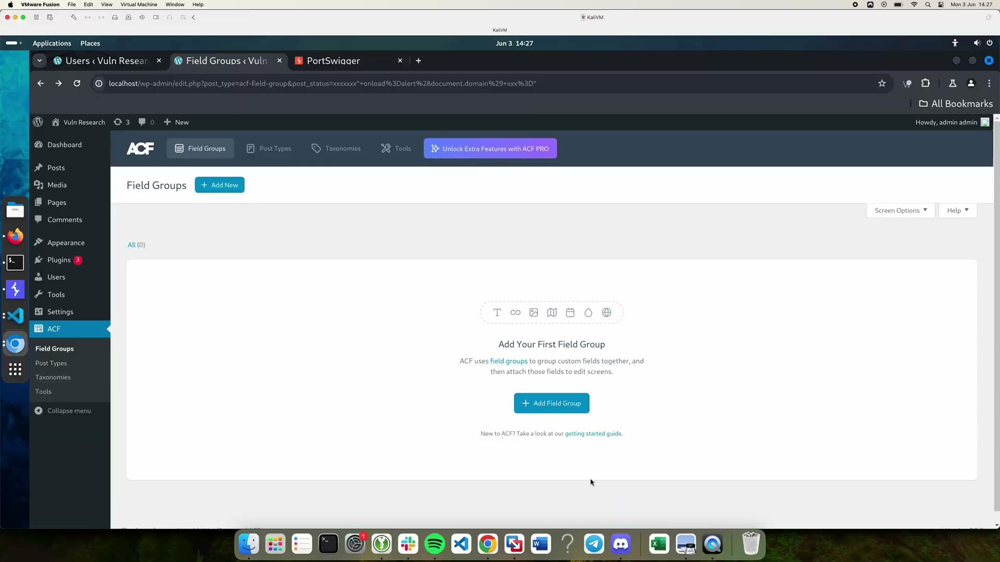 VMware Fusion File Edit View Virtual Machine Window Help Mon 3 Jun 14.27
KaliVM
KaliVM
Applications Places Jun 3 14:27
Users ‹ Vuln Resear Field Groups ‹ Vuln PortSwigger
localhost/wp-admin/edit.php?post_type=acf-field-group&post_status=xxxxxxx"+onload%3Dalert%28document.domain%29+xxx%3D"
All Bookmarks
Vuln Research 3 0 New Howdy, admin admin
Dashboard
ACF Field Groups Post Types Taxonomies Tools Unlock Extra Features with ACF PRO
Posts
Media
Pages
Comments
Appearance
Plugins 3
Users
Tools
Settings
ACF
Field Groups
Post Types
Taxonomies
Tools
Collapse menu
Field Groups + Add New
Screen Options Help
All (0)
Add Your First Field Group
ACF uses field groups to group custom fields together, and
then attach those fields to edit screens.
+ Add Field Group
New to ACF? Take a look at our getting started guide.
1